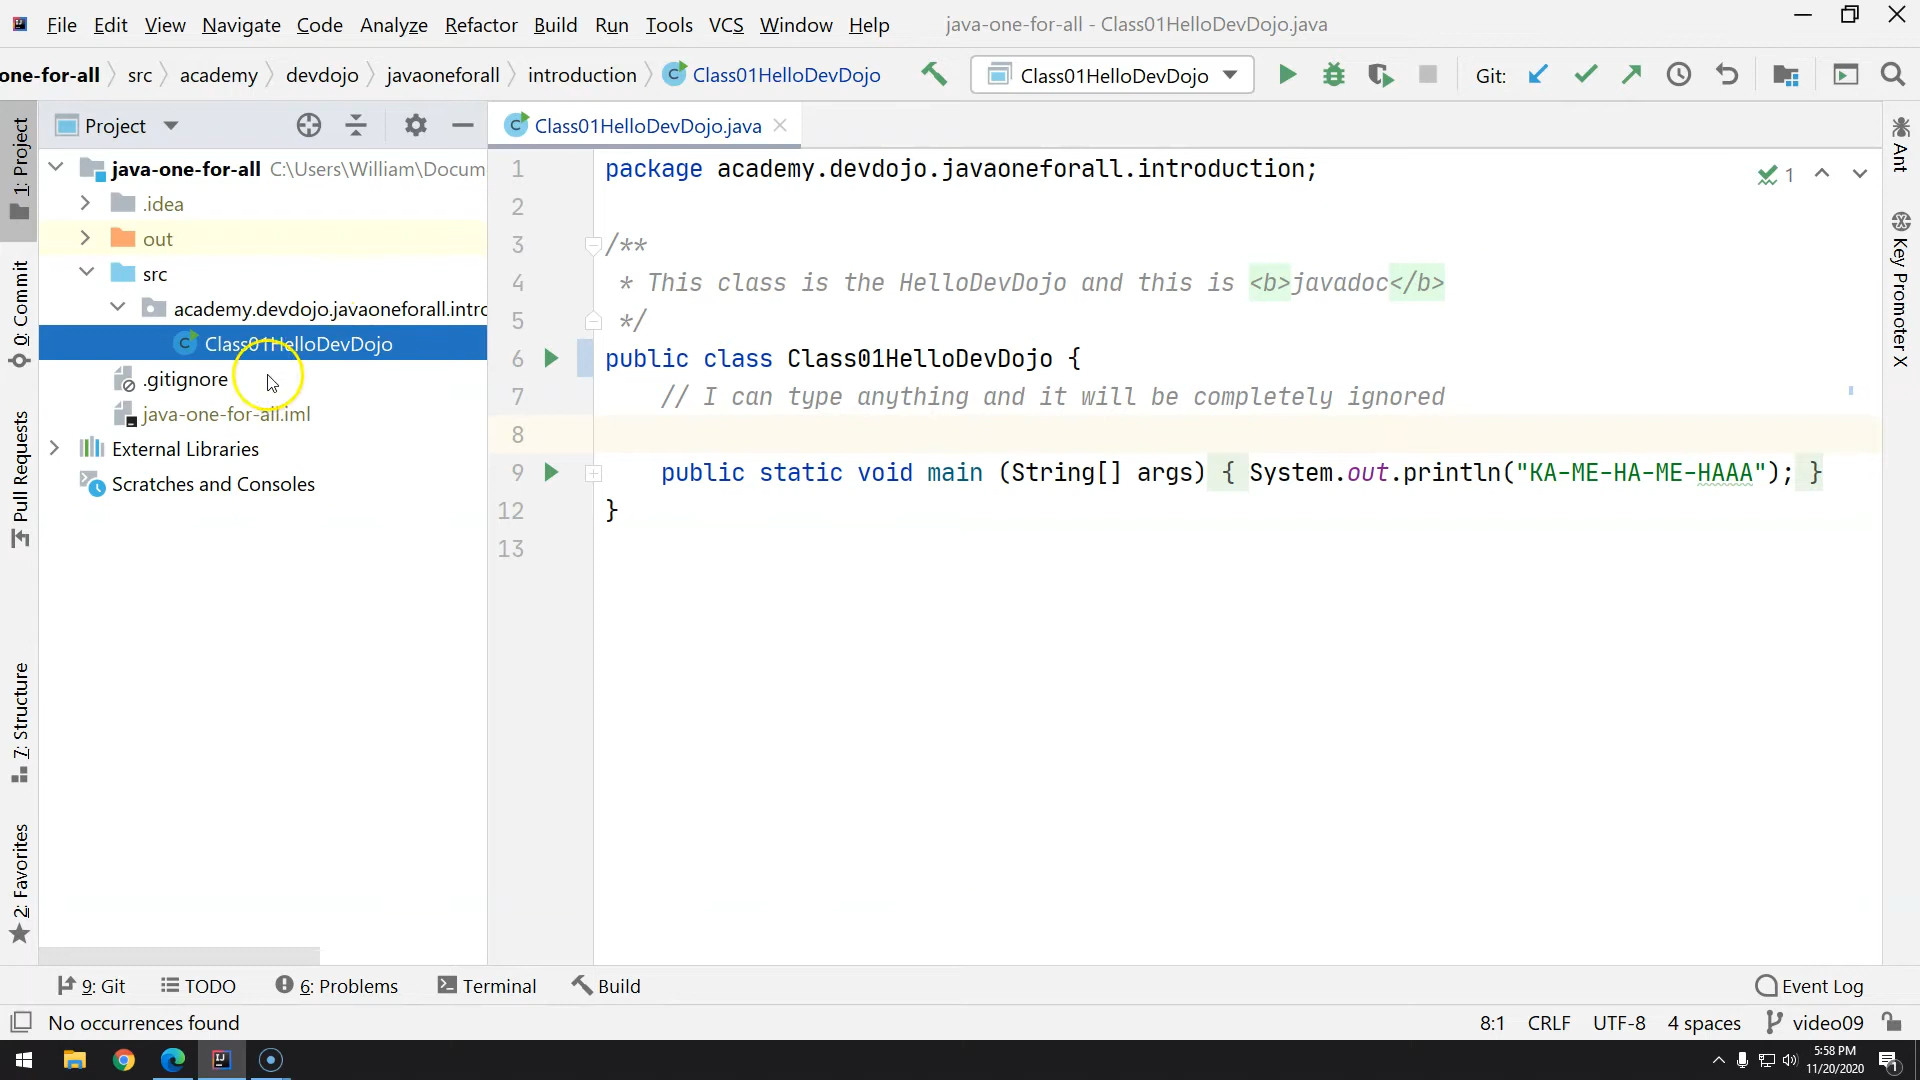 File Edit View Navigate Code Analyze Refactor Build Run Tools VCS Window Help java-one-for-all - Class01HelloDevDojo.java
one-for-all src academy devdojo javaoneforall introduction Class01HelloDevDojo Class01HelloDevDojo Git:
1: Project
0: Commit
Pull Requests
7: Structure
2: Favorites
Project
java-one-for-all C:\Users\William\Docum
.idea
out
src
academy.devdojo.javaoneforall.intro
Class01HelloDevDojo
.gitignore
java-one-for-all.iml
External Libraries
Scratches and Consoles
Class01HelloDevDojo.java
1 package academy.devdojo.javaoneforall.introduction;
2
3 /**
4 * This class is the HelloDevDojo and this is <b>javadoc</b>
5 */
6 public class Class01HelloDevDojo {
7 // I can type anything and it will be completely ignored
8
9 public static void main (String[] args) { System.out.println("KA-ME-HA-ME-HAAA"); }
12 }
13
1
Ant
Key Promoter X
9: Git TODO 6: Problems Terminal Build Event Log
No occurrences found 8:1 CRLF UTF-8 4 spaces video09
5:58 PM
11/20/2020
1